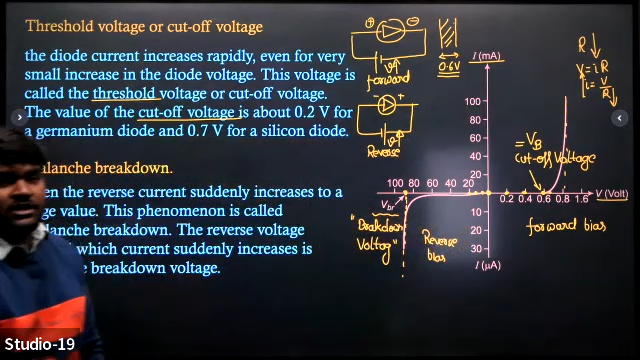 Threshold voltage or cut-off voltage
the diode current increases rapidly, even for very
small increase in the diode voltage. This voltage is
called the threshold voltage or cut-off voltage.
The value of the cut-off voltage is about 0.2 V for
a germanium diode and 0.7 V for a silicon diode.
alanche breakdown.
en the reverse current suddenly increases to a
ge value. This phenomenon is called
alanche breakdown. The reverse voltage
which current suddenly increases is
e breakdown voltage.
+ −
V↑
forward
0.6V
− +
V↑
Reverse
I (mA)
100
80
60
40
20
100 80 60 40 20
0.2 0.4 0.6 0.8 1.6
V (Volt)
10
20
30
I (μA)
Vbr
"Breakdown
Voltage"
Reverse
bias
= VB
Cut-off Voltage
forward bias
R↓
V = iR
↑i = V/R↓
Studio-19